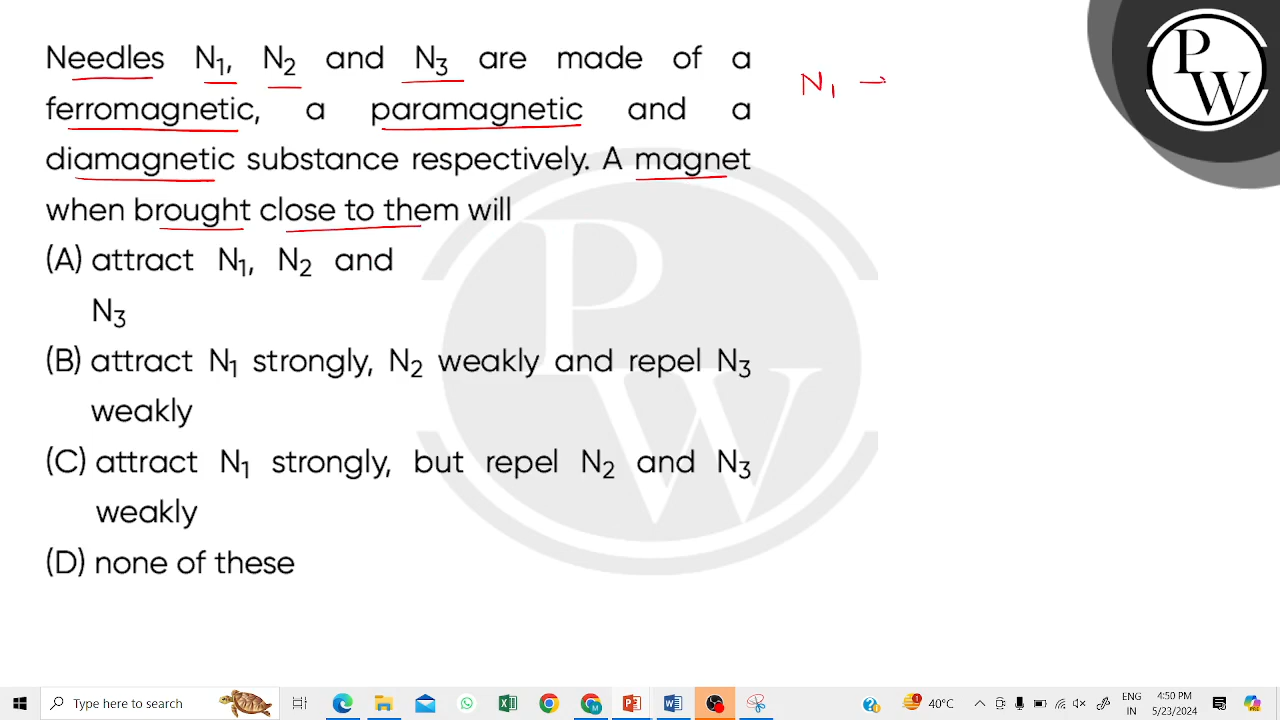 Needles N₁, N₂ and N₃ are made of a
ferromagnetic, a paramagnetic and a
diamagnetic substance respectively. A magnet
when brought close to them will
(A) attract N₁, N₂ and
N₃
(B) attract N₁ strongly, N₂ weakly and repel N₃
weakly
(C) attract N₁ strongly, but repel N₂ and N₃
weakly
(D) none of these
N₁ →
P
W
P
W
Type here to search
40°C
ENG
IN
4:50 PM
5/23/2024